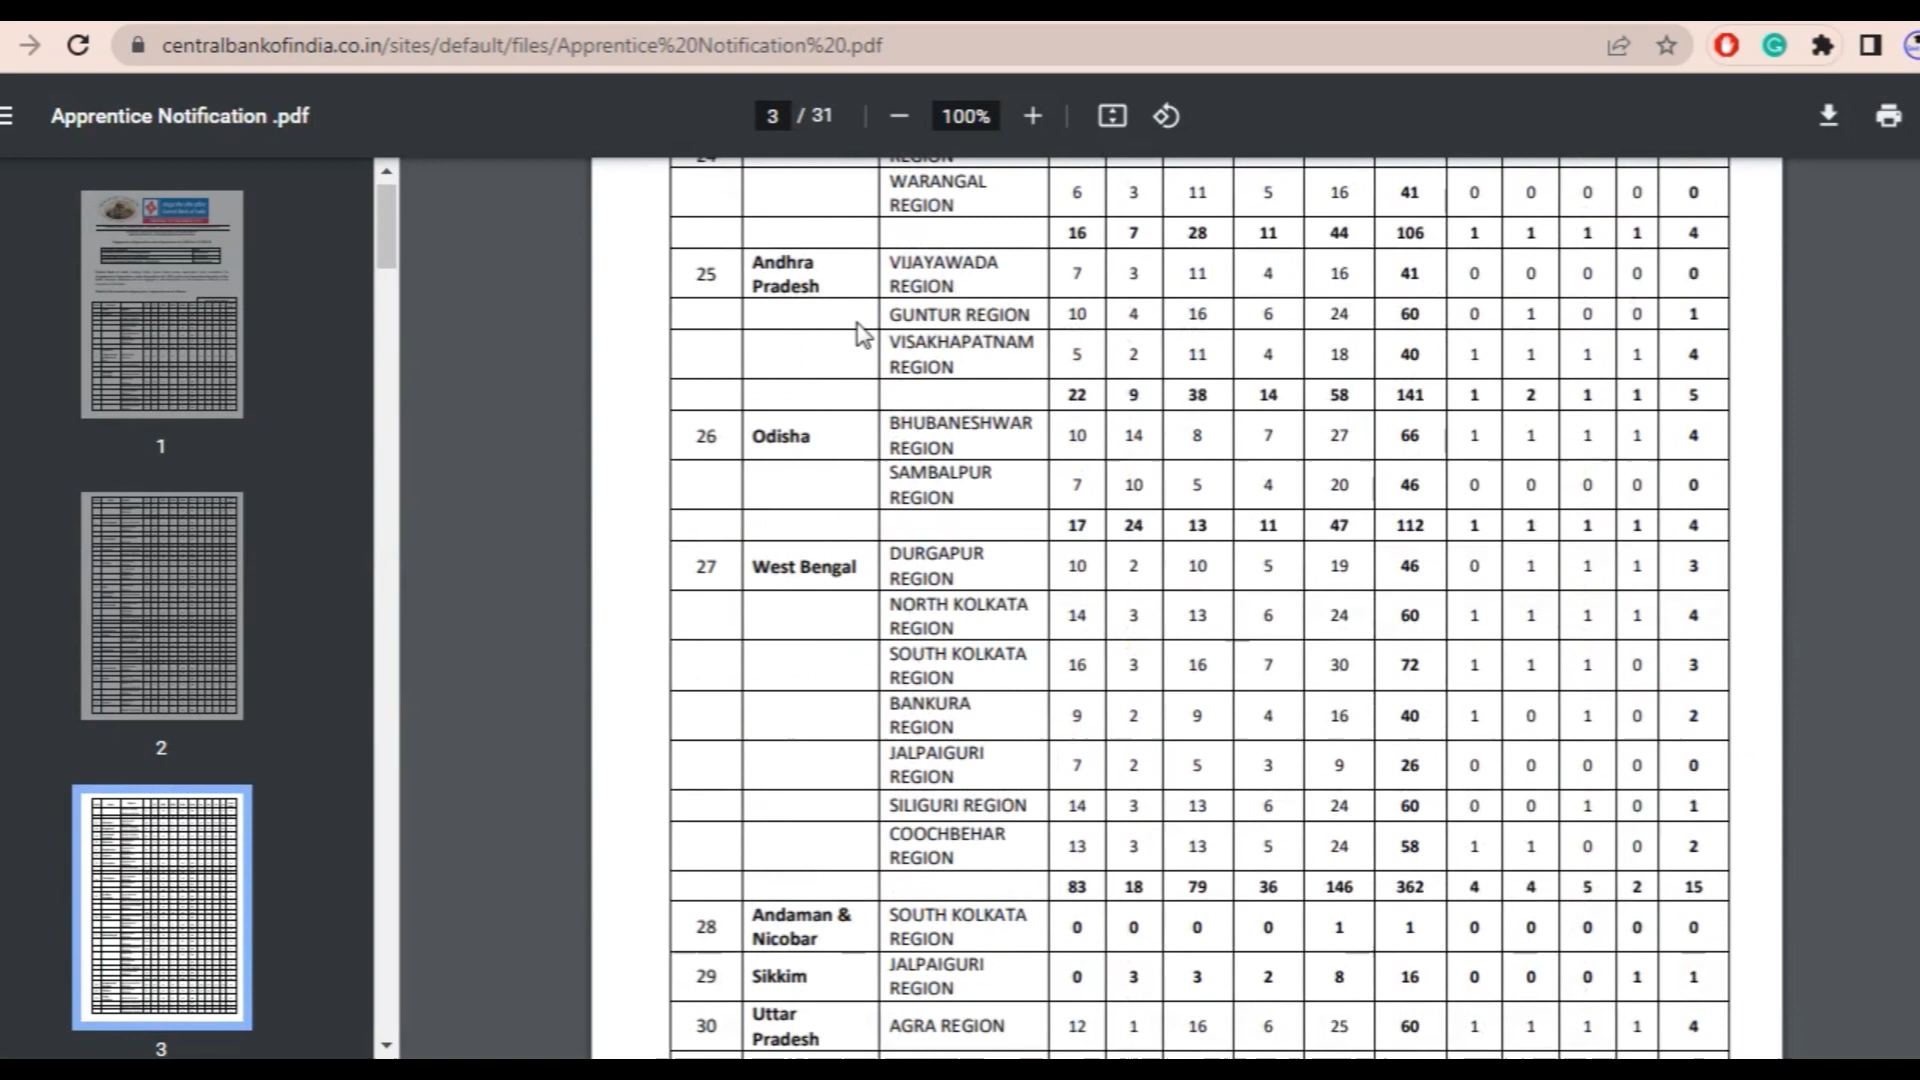 centralbankofindia.co.in/sites/default/files/Apprentice%20Notification%20.pdf
Apprentice Notification .pdf
3 / 31
100%
1
2
3
24 REGION
WARANGAL
REGION 6 3 11 5 16 41 0 0 0 0 0
16 7 28 11 44 106 1 1 1 1 4
25 Andhra Pradesh VIJAYAWADA
REGION 7 3 11 4 16 41 0 0 0 0 0
GUNTUR REGION 10 4 16 6 24 60 0 1 0 0 1
VISAKHAPATNAM
REGION 5 2 11 4 18 40 1 1 1 1 4
22 9 38 14 58 141 1 2 1 1 5
26 Odisha BHUBANESHWAR
REGION 10 14 8 7 27 66 1 1 1 1 4
SAMBALPUR
REGION 7 10 5 4 20 46 0 0 0 0 0
17 24 13 11 47 112 1 1 1 1 4
27 West Bengal DURGAPUR
REGION 10 2 10 5 19 46 0 1 1 1 3
NORTH KOLKATA
REGION 14 3 13 6 24 60 1 1 1 1 4
SOUTH KOLKATA
REGION 16 3 16 7 30 72 1 1 1 0 3
BANKURA
REGION 9 2 9 4 16 40 1 0 1 0 2
JALPAIGURI
REGION 7 2 5 3 9 26 0 0 0 0 0
SILIGURI REGION 14 3 13 6 24 60 0 0 1 0 1
COOCHBEHAR
REGION 13 3 13 5 24 58 1 1 0 0 2
83 18 79 36 146 362 4 4 5 2 15
28 Andaman & Nicobar SOUTH KOLKATA
REGION 0 0 0 0 1 1 0 0 0 0 0
29 Sikkim JALPAIGURI
REGION 0 3 3 2 8 16 0 0 0 1 1
30 Uttar Pradesh AGRA REGION 12 1 16 6 25 60 1 1 1 1 4